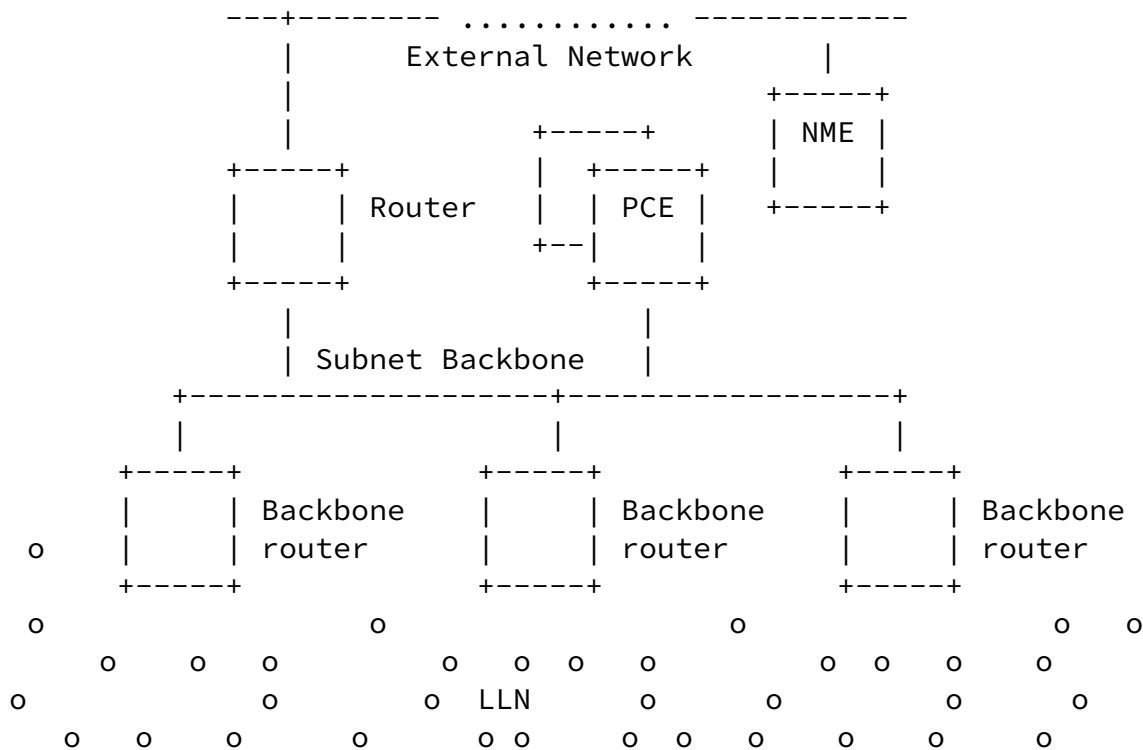 ---+-------- ............ ------------
|      External Network       |
|                          +-----+
|             +-----+      | NME |
+-----+          |  +-----+   |     |
|     | Router   |  | PCE |   +-----+
|     |          +--|     |
+-----+             +-----+
|                   |
| Subnet Backbone   |
+--------------------+------------------+
|                    |                  |
+-----+             +-----+             +-----+
|     | Backbone    |     | Backbone    |     | Backbone
o    |     | router      |     | router      |     | router
+-----+             +-----+             +-----+
o                  o                   o                 o   o
o    o   o         o   o  o   o         o  o   o    o
o             o        o  LLN      o      o         o      o
o   o    o      o      o o     o  o   o    o    o     o